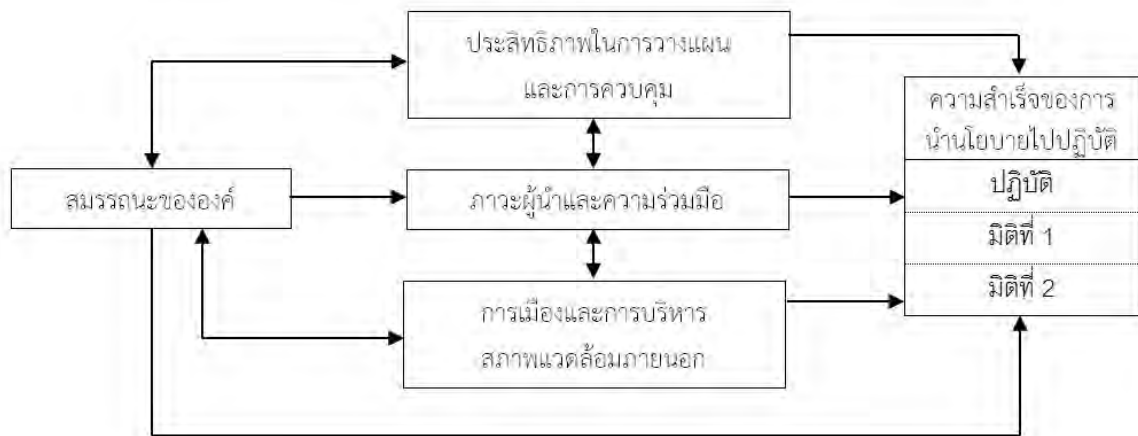 ประสิทธิภาพในการวางแผน
และการควบคุม
ความสำเร็จของการ
นำนโยบายไปปฏิบัติ
ปฏิบัติ
สมรรถนะขององค์
ภาวะผู้นำและความร่วมมือ
มิติที่ 1
มิติที่ 2
การเมืองและการบริหาร
สภาพแวดล้อมภายนอก